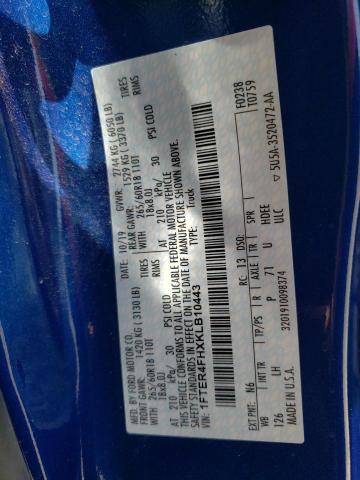 MFD. BY FORD MOTOR CO.
DATE: 10/19 GVWR: 2744 KG ( 6050 LB)
FRONT GAWR: 1420 KG ( 3130 LB) REAR GAWR: 1529 KG ( 3370 LB)
WITH 265/60R18 110T TIRES WITH 265/60R18 110T TIRES
18x8.0J RIMS 18x8.0J RIMS
AT 210 kPa/ 30 PSI COLD AT 210 kPa/ 30 PSI COLD
THIS VEHICLE CONFORMS TO ALL APPLICABLE FEDERAL MOTOR VEHICLE
SAFETY STANDARDS IN EFFECT ON THE DATE OF MANUFACTURE SHOWN ABOVE.
VIN: 1FTER4FHXKLB10443
TYPE: Truck
F0238
T0759
EXT PNT: N6 RC: 13 DSO:
WB INT TR TP/PS R AXLE TR SPR
126 LH P 71 U HDEE
ULC
MADE IN U.S.A. 3201910098374 5U5A-3520472-AA